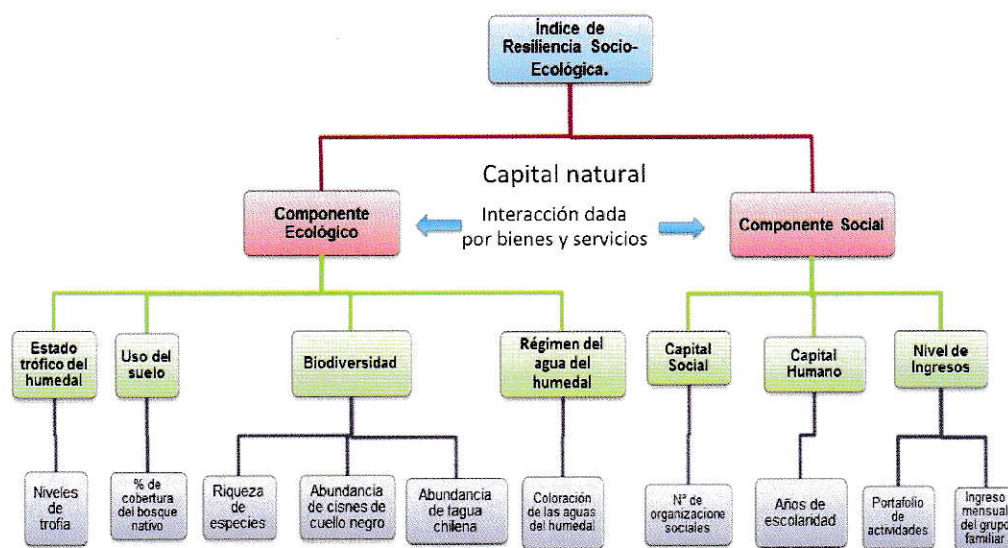 Índice de
Resiliencia Socio-
Ecológica.
Capital natural
Componente
Ecológico
Interacción dada
por bienes y servicios
Componente Social
Estado
trófico del
humedal
Uso del
suelo
Biodiversidad
Régimen del
agua del
humedal
Capital
Social
Capital
Humano
Nivel de
Ingresos
Niveles
de
trofia
% de
cobertura
del bosque
nativo
Riqueza
de
especies
Abundancia
de cisnes de
cuello negro
Abundancia
de tagua
chilena
Coloración
de las aguas
del humedal
N° de
organizacione
sociales
Años de
escolaridad
Portafolio
de
actividades
Ingreso
mensual
del grupo
familiar